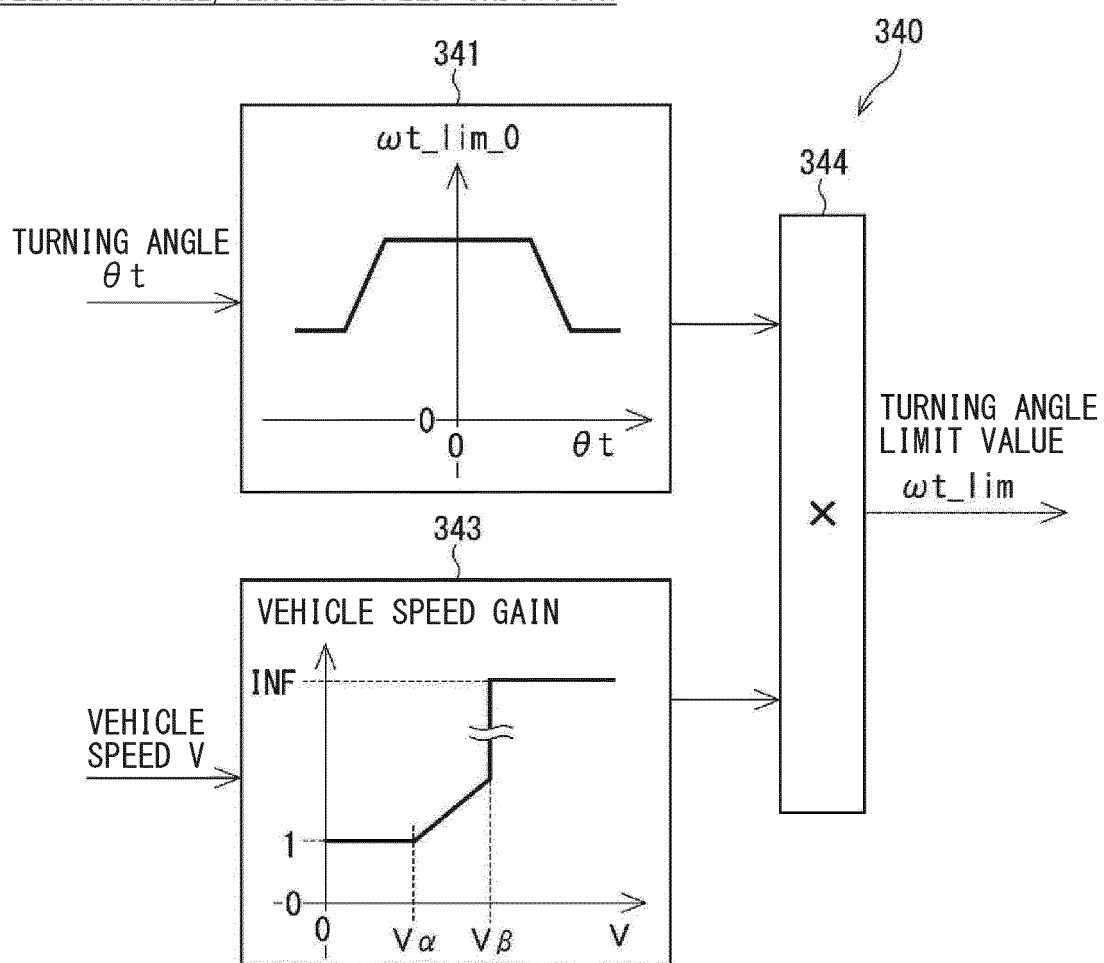 340
341
ωt_lim_0
344
TURNING ANGLE
θt
0
0
θt
TURNING ANGLE
LIMIT VALUE
ωt_lim
×
343
VEHICLE SPEED GAIN
INF
VEHICLE
SPEED V
1
0
0
Vα
Vβ
V